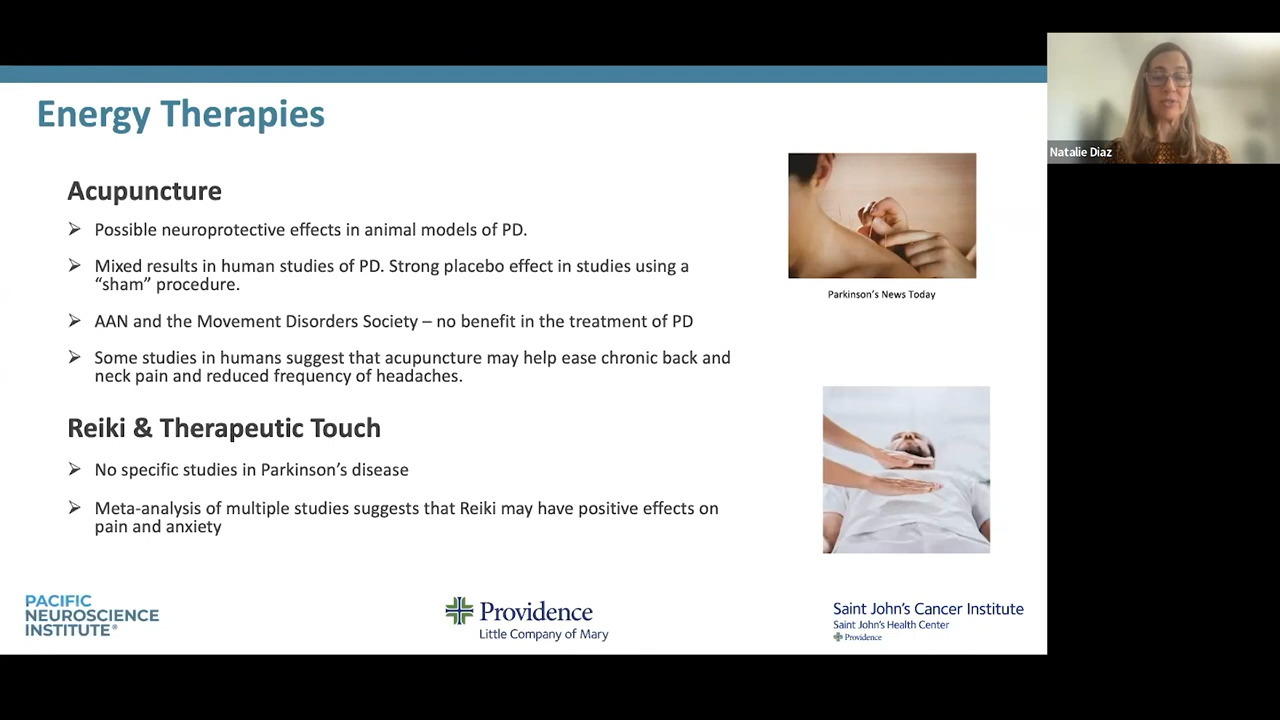 Energy Therapies
Natalie Diaz
Acupuncture
➢ Possible neuroprotective effects in animal models of PD.
➢ Mixed results in human studies of PD. Strong placebo effect in studies using a
“sham” procedure.
➢ AAN and the Movement Disorders Society – no benefit in the treatment of PD
➢ Some studies in humans suggest that acupuncture may help ease chronic back and
neck pain and reduced frequency of headaches.
Parkinson’s News Today
Reiki & Therapeutic Touch
➢ No specific studies in Parkinson’s disease
➢ Meta-analysis of multiple studies suggests that Reiki may have positive effects on
pain and anxiety
PACIFIC
NEUROSCIENCE
INSTITUTE®
Providence
Little Company of Mary
Saint John’s Cancer Institute
Saint John’s Health Center
Providence